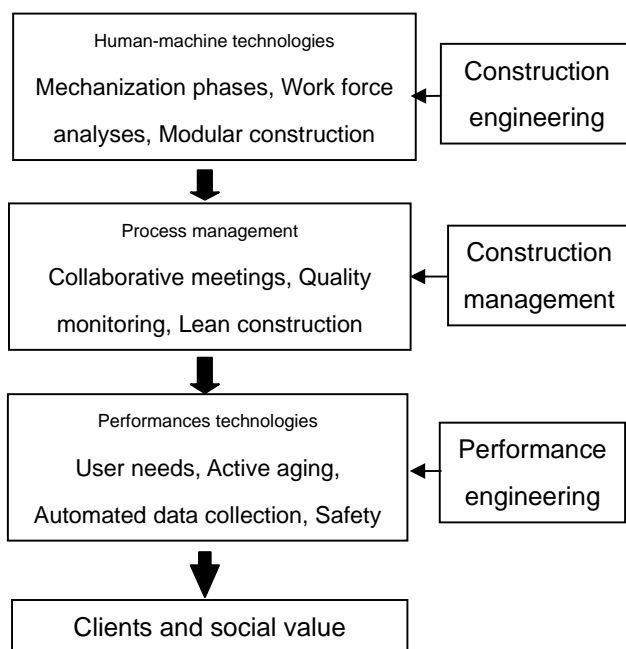 Human-machine technologies
Mechanization phases, Work force
analyses, Modular construction
Construction
engineering
Process management
Collaborative meetings, Quality
monitoring, Lean construction
Construction
management
Performances technologies
User needs, Active aging,
Automated data collection, Safety
Performance
engineering
Clients and social value